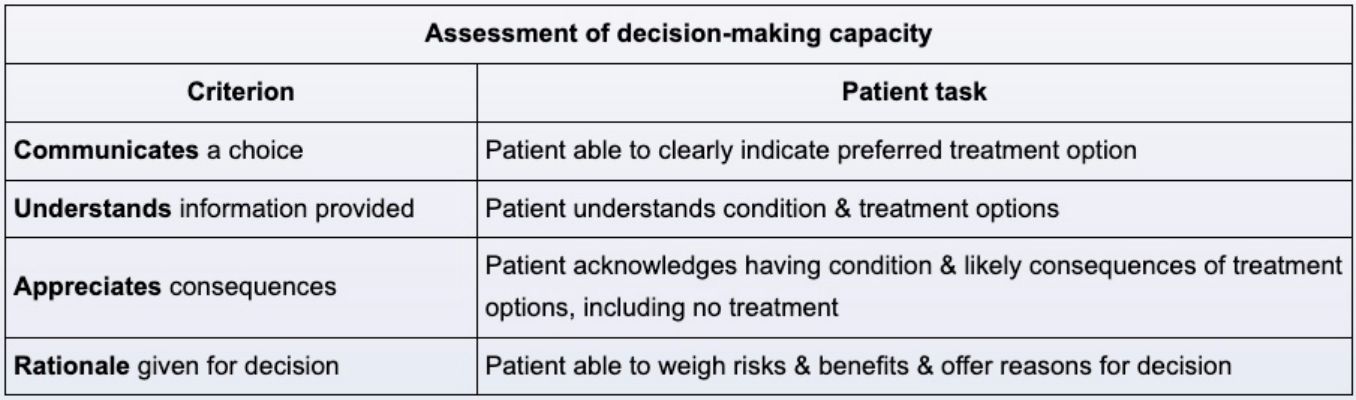 Assessment of decision-making capacity
Criterion
Patient task
Communicates a choice
Patient able to clearly indicate preferred treatment option
Understands information provided
Patient understands condition & treatment options
Appreciates consequences
Patient acknowledges having condition & likely consequences of treatment
options, including no treatment
Rationale given for decision
Patient able to weigh risks & benefits & offer reasons for decision